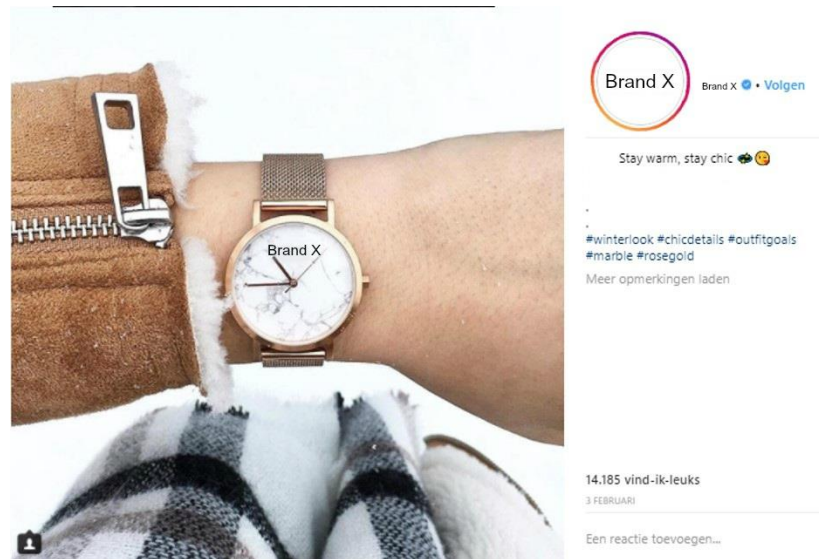 Brand X
Brand X • Volgen
Stay warm, stay chic
.
.
#winterlook #chicdetails #outfitgoals
#marble #rosegold
Meer opmerkingen laden
Brand X
14.185 vind-ik-leuks
3 FEBRUARI
Een reactie toevoegen...